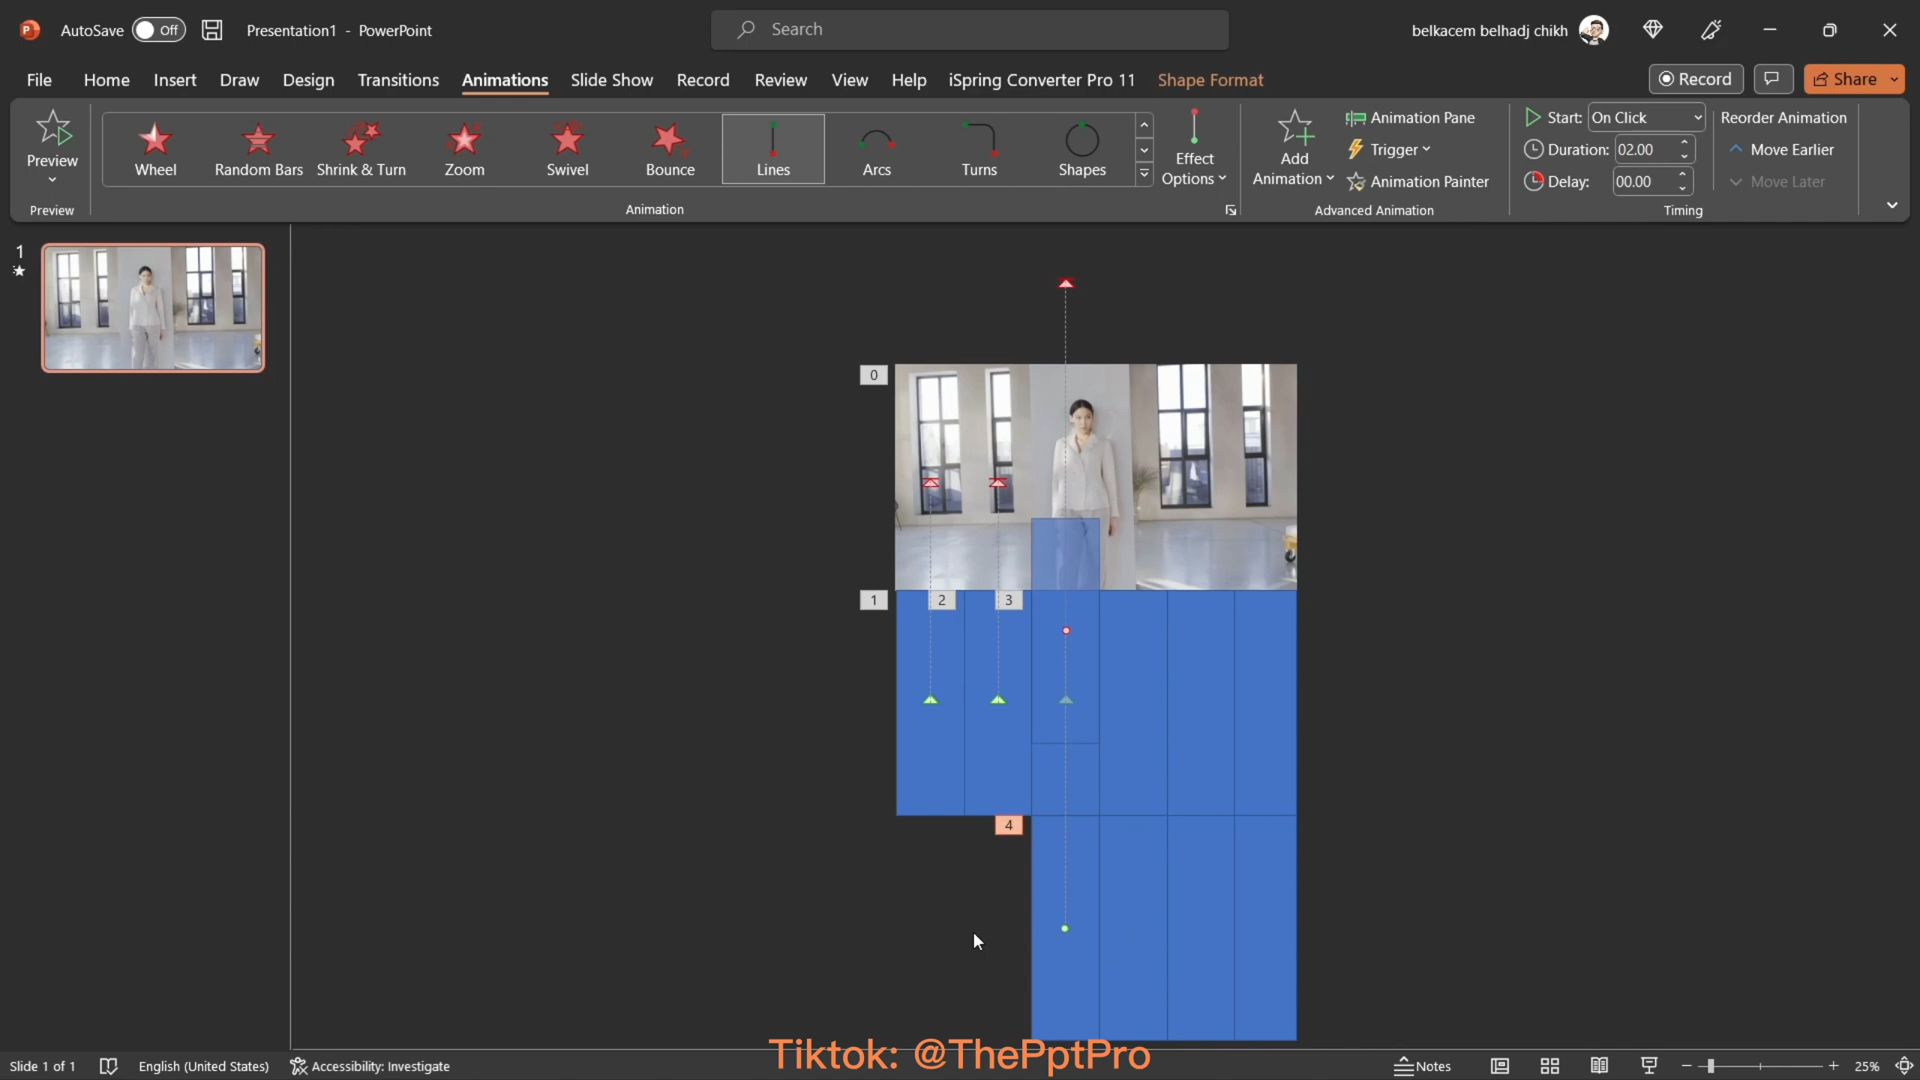 AutoSave Off Presentation1 - PowerPoint Search belkacem belhadj chikh
File Home Insert Draw Design Transitions Animations Slide Show Record Review View Help iSpring Converter Pro 11 Shape Format Record Share
Preview
Wheel Random Bars Shrink & Turn Zoom Swivel Bounce Lines Arcs Turns Shapes
Effect Options
Add Animation
Animation Pane
Trigger
Animation Painter
Start: On Click
Duration: 02.00
Delay: 00.00
Reorder Animation
Move Earlier
Move Later
Preview Animation Advanced Animation Timing
1
0
1 2 3
4
Tiktok: @ThePptPro
Slide 1 of 1 English (United States) Accessibility: Investigate Notes 25%